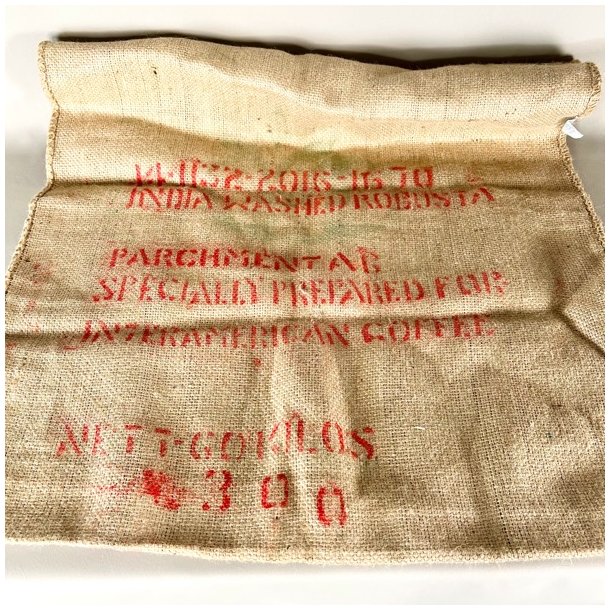 INDIA WASHED ROBUSTA
PARCHMENT AB
SPECIALLY PREPARED FOR
INTERAMERICAN COFFEE
NETT-60KILOS
300